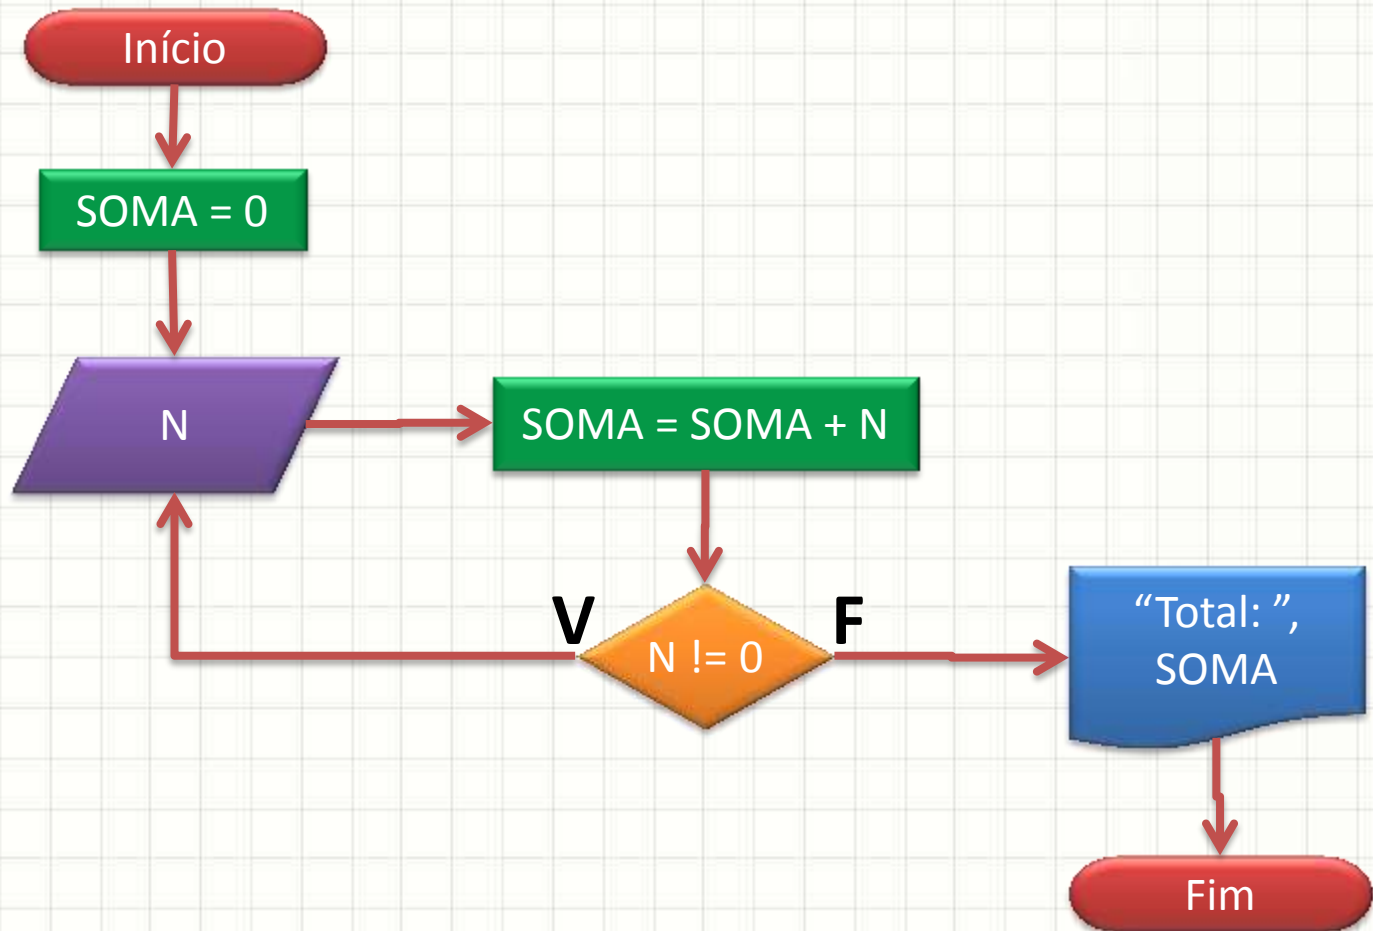 Início
SOMA = 0
N
SOMA = SOMA + N
V
N != 0
F
“Total: ”,
SOMA
Fim